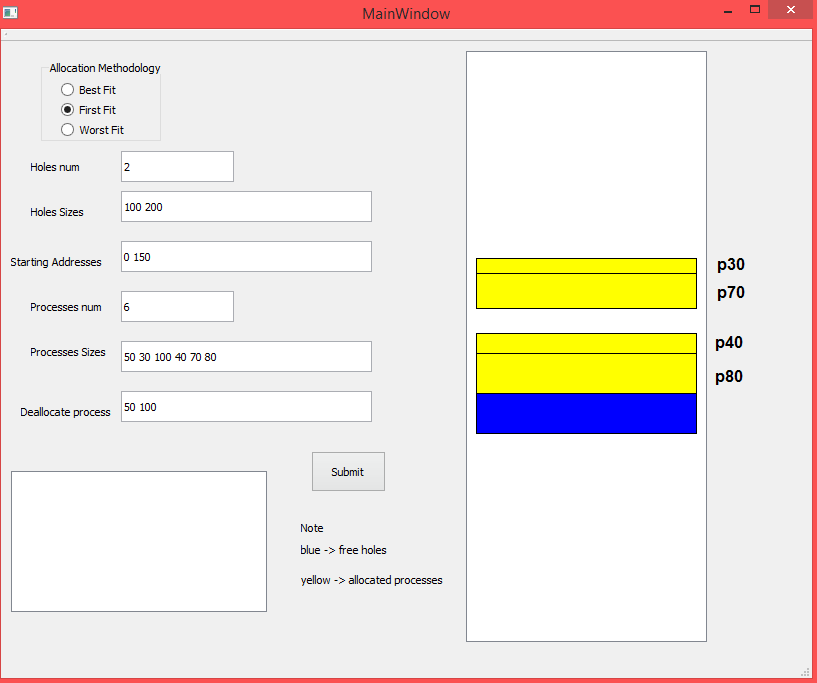 MainWindow
Allocation Methodology
Best Fit
First Fit
Worst Fit
Holes num
2
Holes Sizes
100 200
Starting Addresses
0 150
Processes num
6
Processes Sizes
50 30 100 40 70 80
Deallocate process
50 100
Submit
Note
blue -> free holes
yellow -> allocated processes
p30
p70
p40
p80